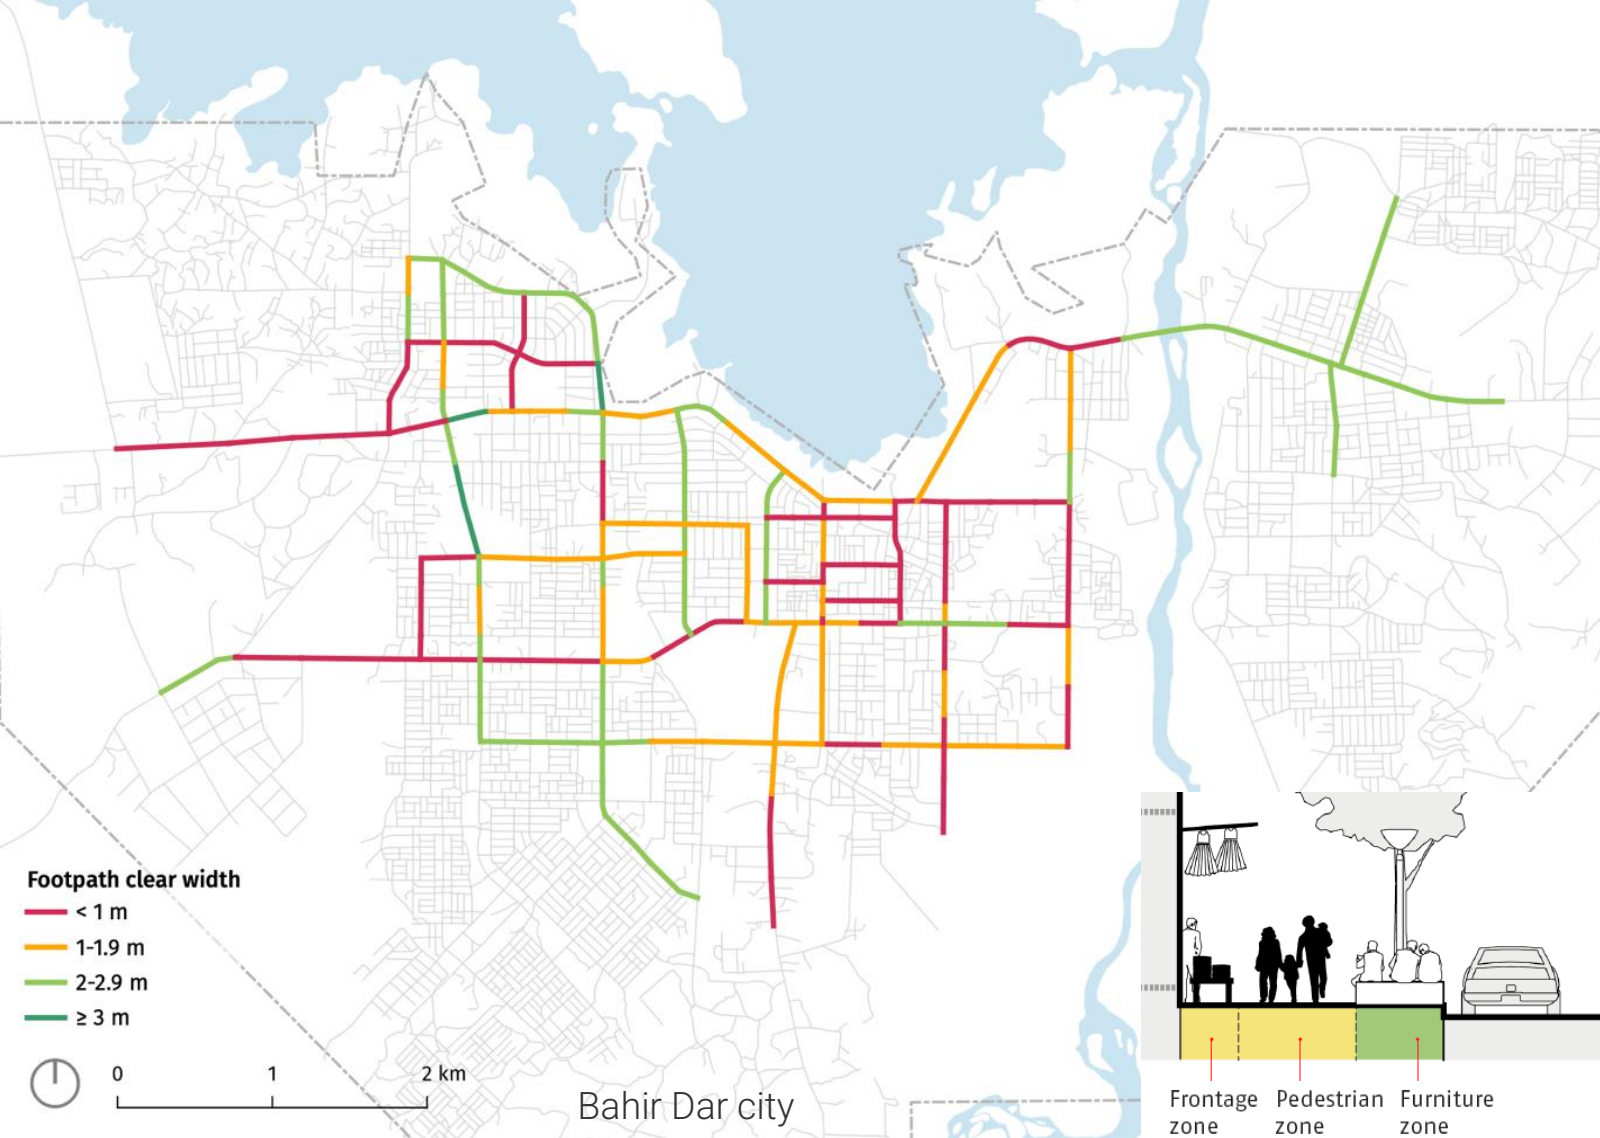 Footpath clear width
< 1 m
1-1.9 m
2-2.9 m
≥ 3 m
0 1 2 km
Bahir Dar city
Frontage zone
Pedestrian zone
Furniture zone